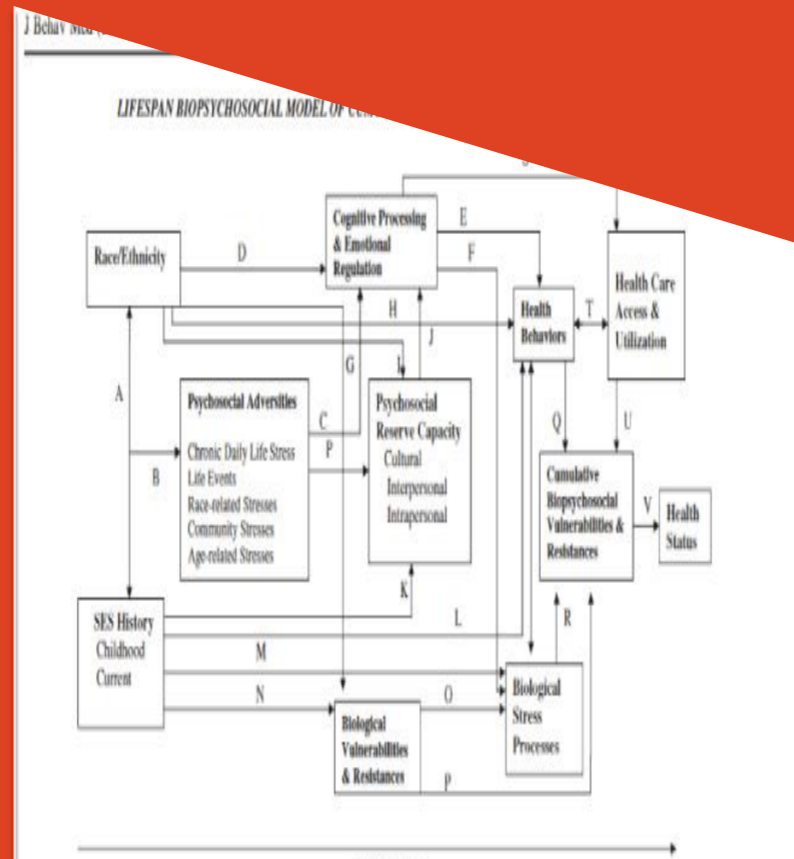 J Behav Med
LIFESPAN BIOPSYCHOSOCIAL MODEL OF
Race/Ethnicity
D
Cognitive Processing
& Emotional
Regulation
E
F
Health Care
Access &
Utilization
Health
Behaviors
T
H
J
G
I
A
B
Psychosocial Adversities
Chronic Daily Life Stress
Life Events
Race-related Stresses
Community Stresses
Age-related Stresses
C
P
Psychosocial
Reserve Capacity
Cultural
Interpersonal
Intrapersonal
Q
U
Cumulative
Biopsychosocial
Vulnerabilities &
Resistances
V
Health
Status
K
L
R
SES History
Childhood
Current
M
N
O
Biological
Vulnerabilities
& Resistances
P
Biological
Stress
Processes